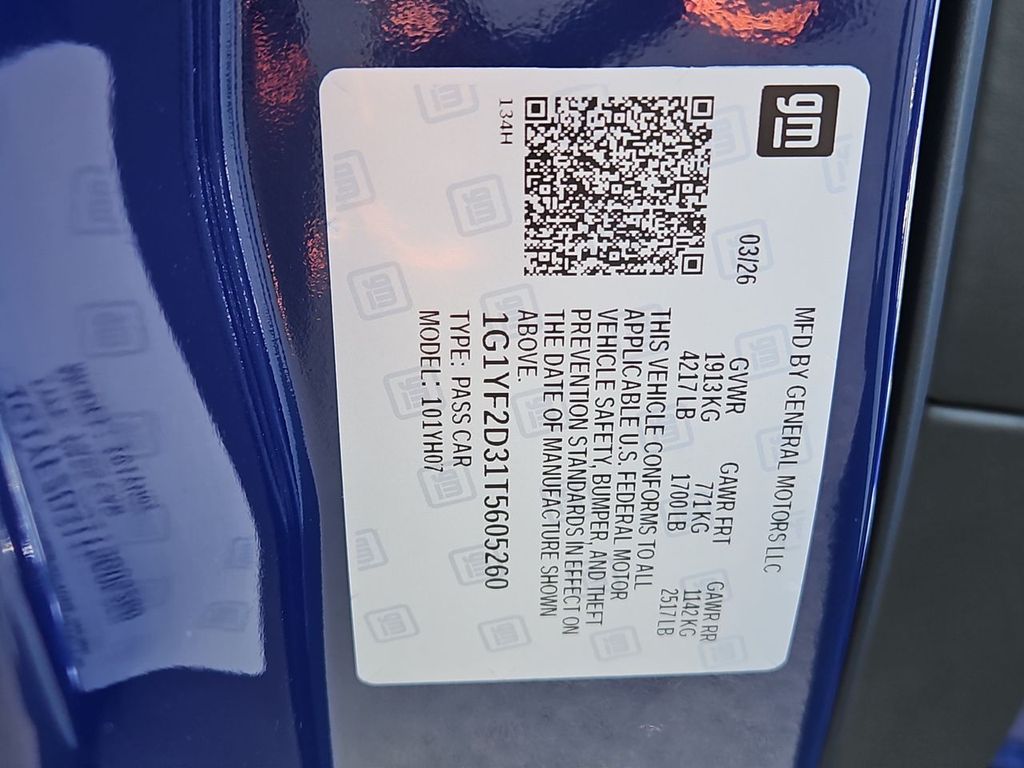 gm
MFD BY GENERAL MOTORS LLC
03/26
GVWR GAWR FRT GAWR RR
1913KG 771KG 1142KG
4217LB 1700LB 2517LB
THIS VEHICLE CONFORMS TO ALL
APPLICABLE U.S. FEDERAL MOTOR
VEHICLE SAFETY, BUMPER, AND THEFT
PREVENTION STANDARDS IN EFFECT ON
THE DATE OF MANUFACTURE SHOWN
ABOVE.
1G1YF2D31T5605260
TYPE: PASS CAR
MODEL: 101YH07
134H